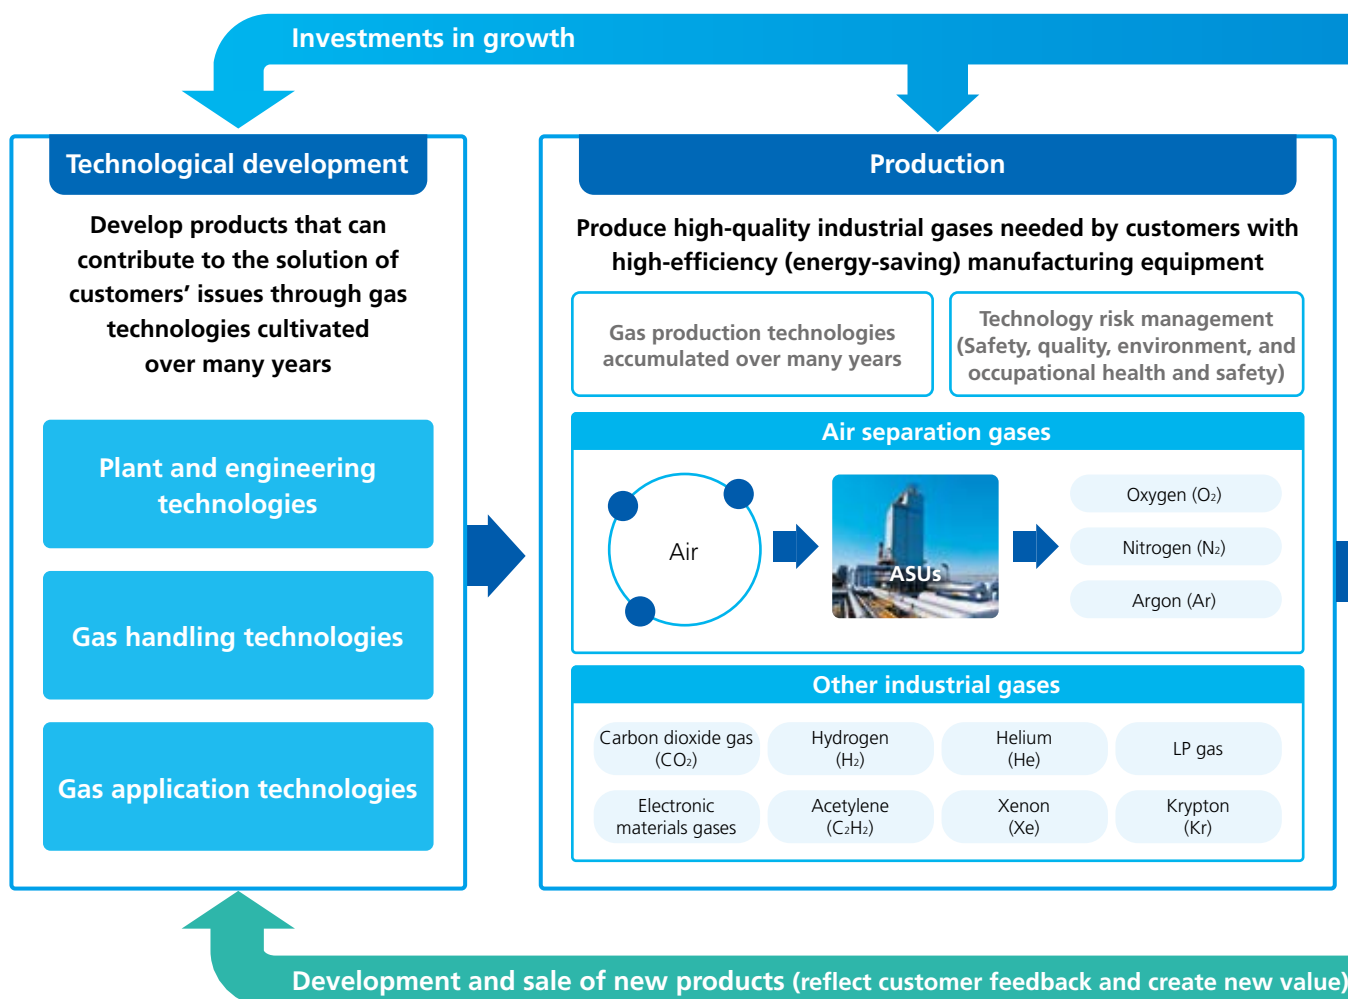 Investments in growth
Technological development
Develop products that can
contribute to the solution of
customers’ issues through gas
technologies cultivated
over many years
Plant and engineering
technologies
Gas handling technologies
Gas application technologies
Production
Produce high-quality industrial gases needed by customers with
high-efficiency (energy-saving) manufacturing equipment
Gas production technologies
accumulated over many years
Technology risk management
(Safety, quality, environment, and
occupational health and safety)
Air separation gases
Air
ASUs
Oxygen (O₂)
Nitrogen (N₂)
Argon (Ar)
Other industrial gases
Carbon dioxide gas
(CO₂)
Hydrogen
(H₂)
Helium
(He)
LP gas
Electronic
materials gases
Acetylene
(C₂H₂)
Xenon
(Xe)
Krypton
(Kr)
Development and sale of new products (reflect customer feedback and create new value)